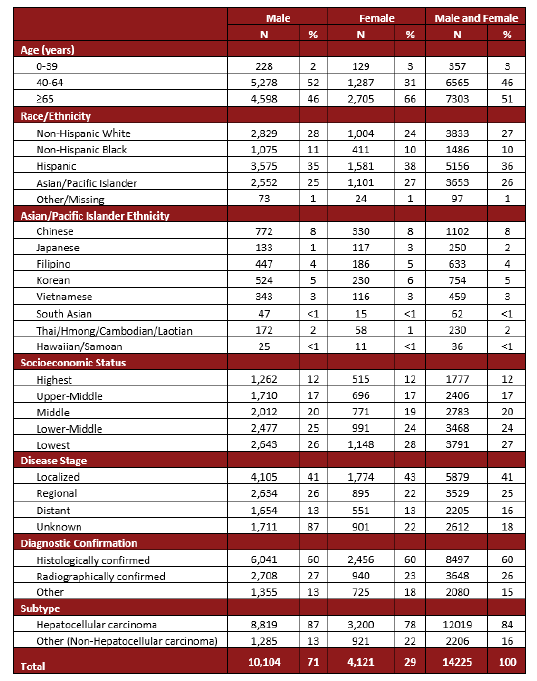 Male Female Male and Female
N % N % N %
Age (years)
0-39 228 2 129 3 357 3
40-64 5,278 52 1,287 31 6565 46
≥65 4,598 46 2,705 66 7303 51
Race/Ethnicity
Non-Hispanic White 2,829 28 1,004 24 3833 27
Non-Hispanic Black 1,075 11 411 10 1486 10
Hispanic 3,575 35 1,581 38 5156 36
Asian/Pacific Islander 2,552 25 1,101 27 3653 26
Other/Missing 73 1 24 1 97 1
Asian/Pacific Islander Ethnicity
Chinese 772 8 330 8 1102 8
Japanese 133 1 117 3 250 2
Filipino 447 4 186 5 633 4
Korean 524 5 230 6 754 5
Vietnamese 343 3 116 3 459 3
South Asian 47 <1 15 <1 62 <1
Thai/Hmong/Cambodian/Laotian 172 2 58 1 230 2
Hawaiian/Samoan 25 <1 11 <1 36 <1
Socioeconomic Status
Highest 1,262 12 515 12 1777 12
Upper-Middle 1,710 17 696 17 2406 17
Middle 2,012 20 771 19 2783 20
Lower-Middle 2,477 25 991 24 3468 24
Lowest 2,643 26 1,148 28 3791 27
Disease Stage
Localized 4,105 41 1,774 43 5879 41
Regional 2,634 26 895 22 3529 25
Distant 1,654 13 551 13 2205 16
Unknown 1,711 87 901 22 2612 18
Diagnostic Confirmation
Histologically confirmed 6,041 60 2,456 60 8497 60
Radiographically confirmed 2,708 27 940 23 3648 26
Other 1,355 13 725 18 2080 15
Subtype
Hepatocellular carcinoma 8,819 87 3,200 78 12019 84
Other (Non-Hepatocellular carcinoma) 1,285 13 921 22 2206 16
Total 10,104 71 4,121 29 14225 100